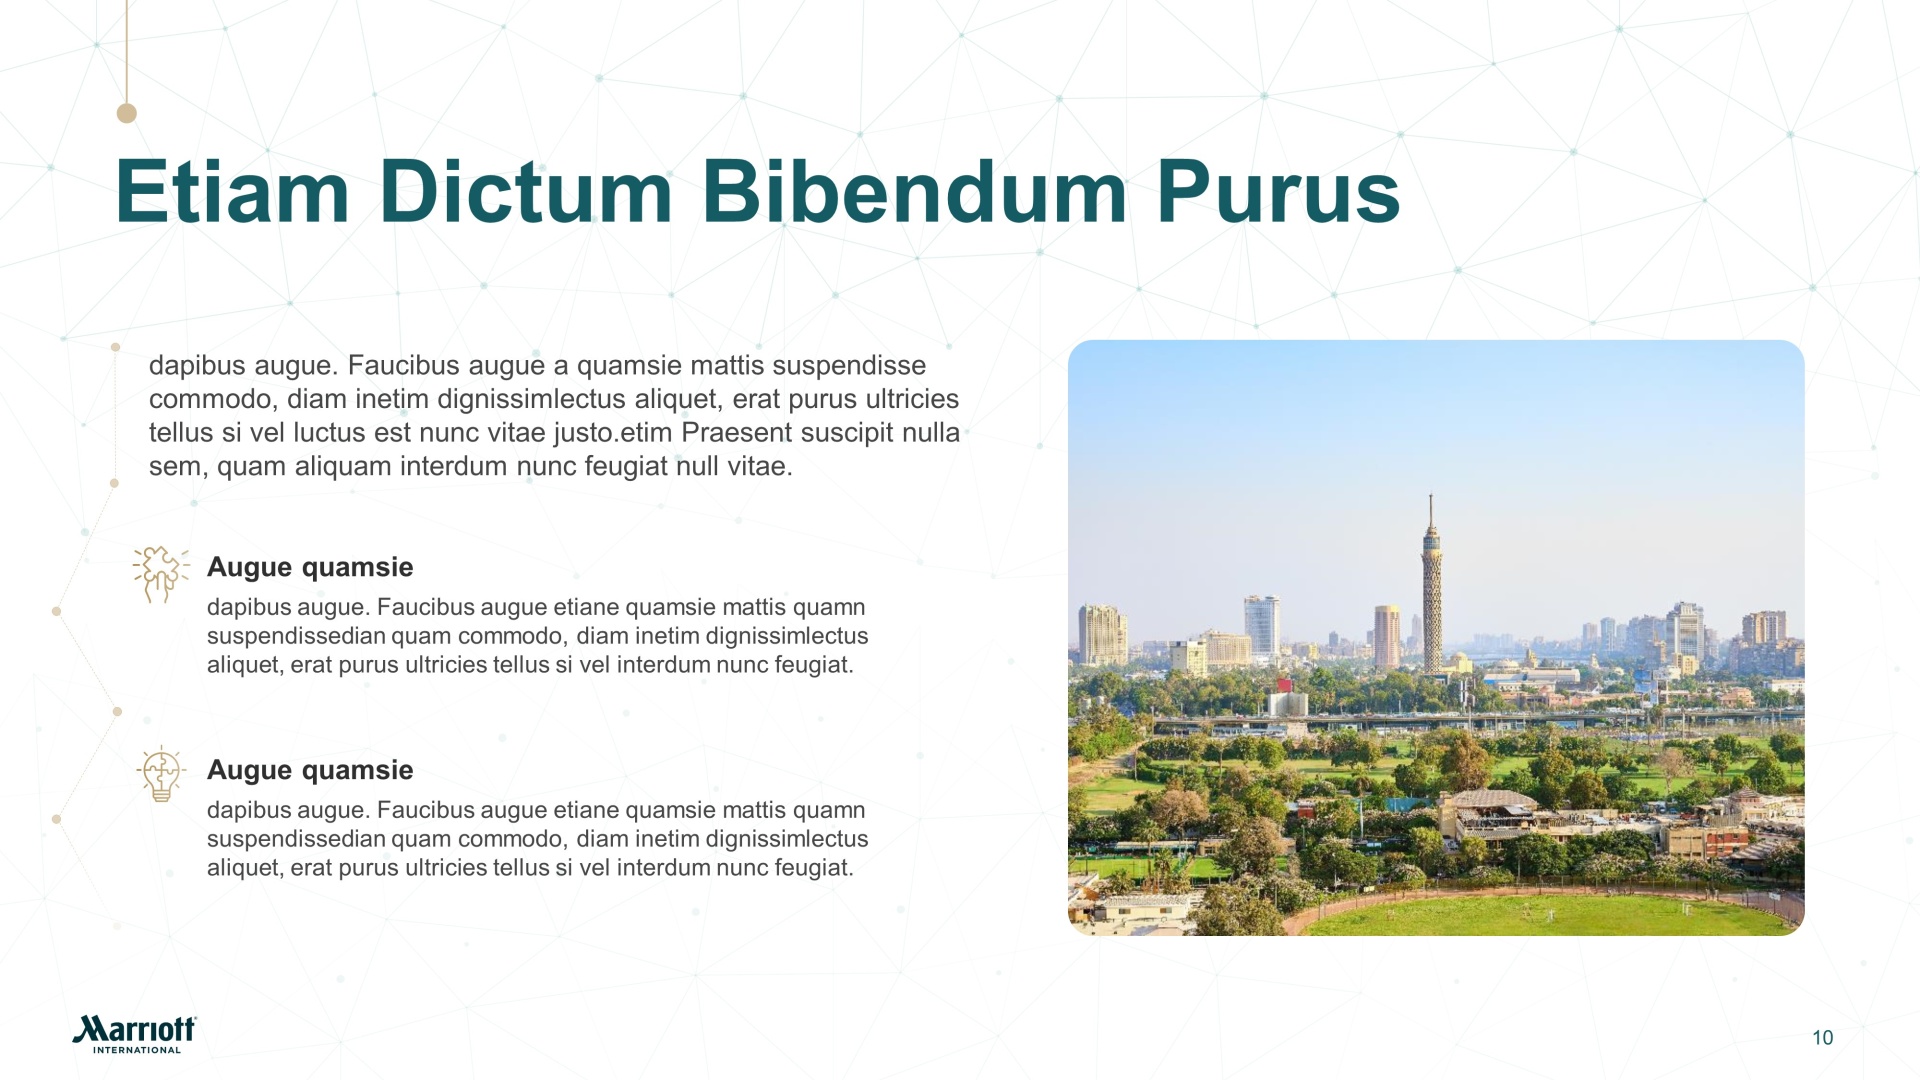 Etiam Dictum Bibendum Purus
dapibus augue. Faucibus augue a quamsie mattis suspendisse
commodo, diam inetim dignissimlectus aliquet, erat purus ultricies
tellus si vel luctus est nunc vitae justo.etim Praesent suscipit nulla
sem, quam aliquam interdum nunc feugiat null vitae.
Augue quamsie
dapibus augue. Faucibus augue etiane quamsie mattis quamn
suspendissedian quam commodo, diam inetim dignissimlectus
aliquet, erat purus ultricies tellus si vel interdum nunc feugiat.
Augue quamsie
dapibus augue. Faucibus augue etiane quamsie mattis quamn
suspendissedian quam commodo, diam inetim dignissimlectus
aliquet, erat purus ultricies tellus si vel interdum nunc feugiat.
Marriott
INTERNATIONAL
10